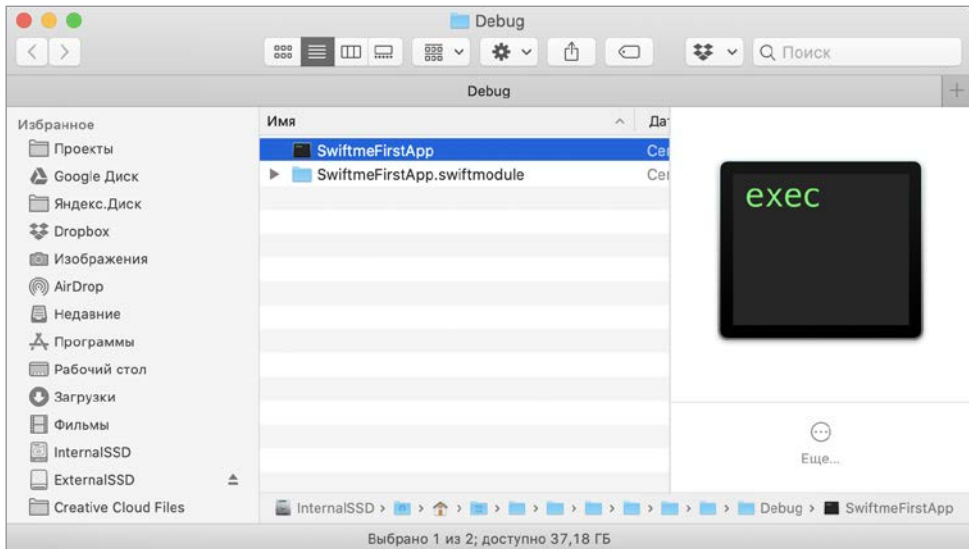 Debug
Поиск
Debug
Избранное
Проекты
Google Диск
Яндекс.Диск
Dropbox
Изображения
AirDrop
Недавние
Программы
Рабочий стол
Загрузки
Фильмы
InternalSSD
ExternalSSD
Creative Cloud Files
Имя Да
SwiftmeFirstApp Се
SwiftmeFirstApp.swiftmodule Се
exec
Еще...
InternalSSD › › › › › › › › › Debug › SwiftmeFirstApp
Выбрано 1 из 2; доступно 37,18 ГБ